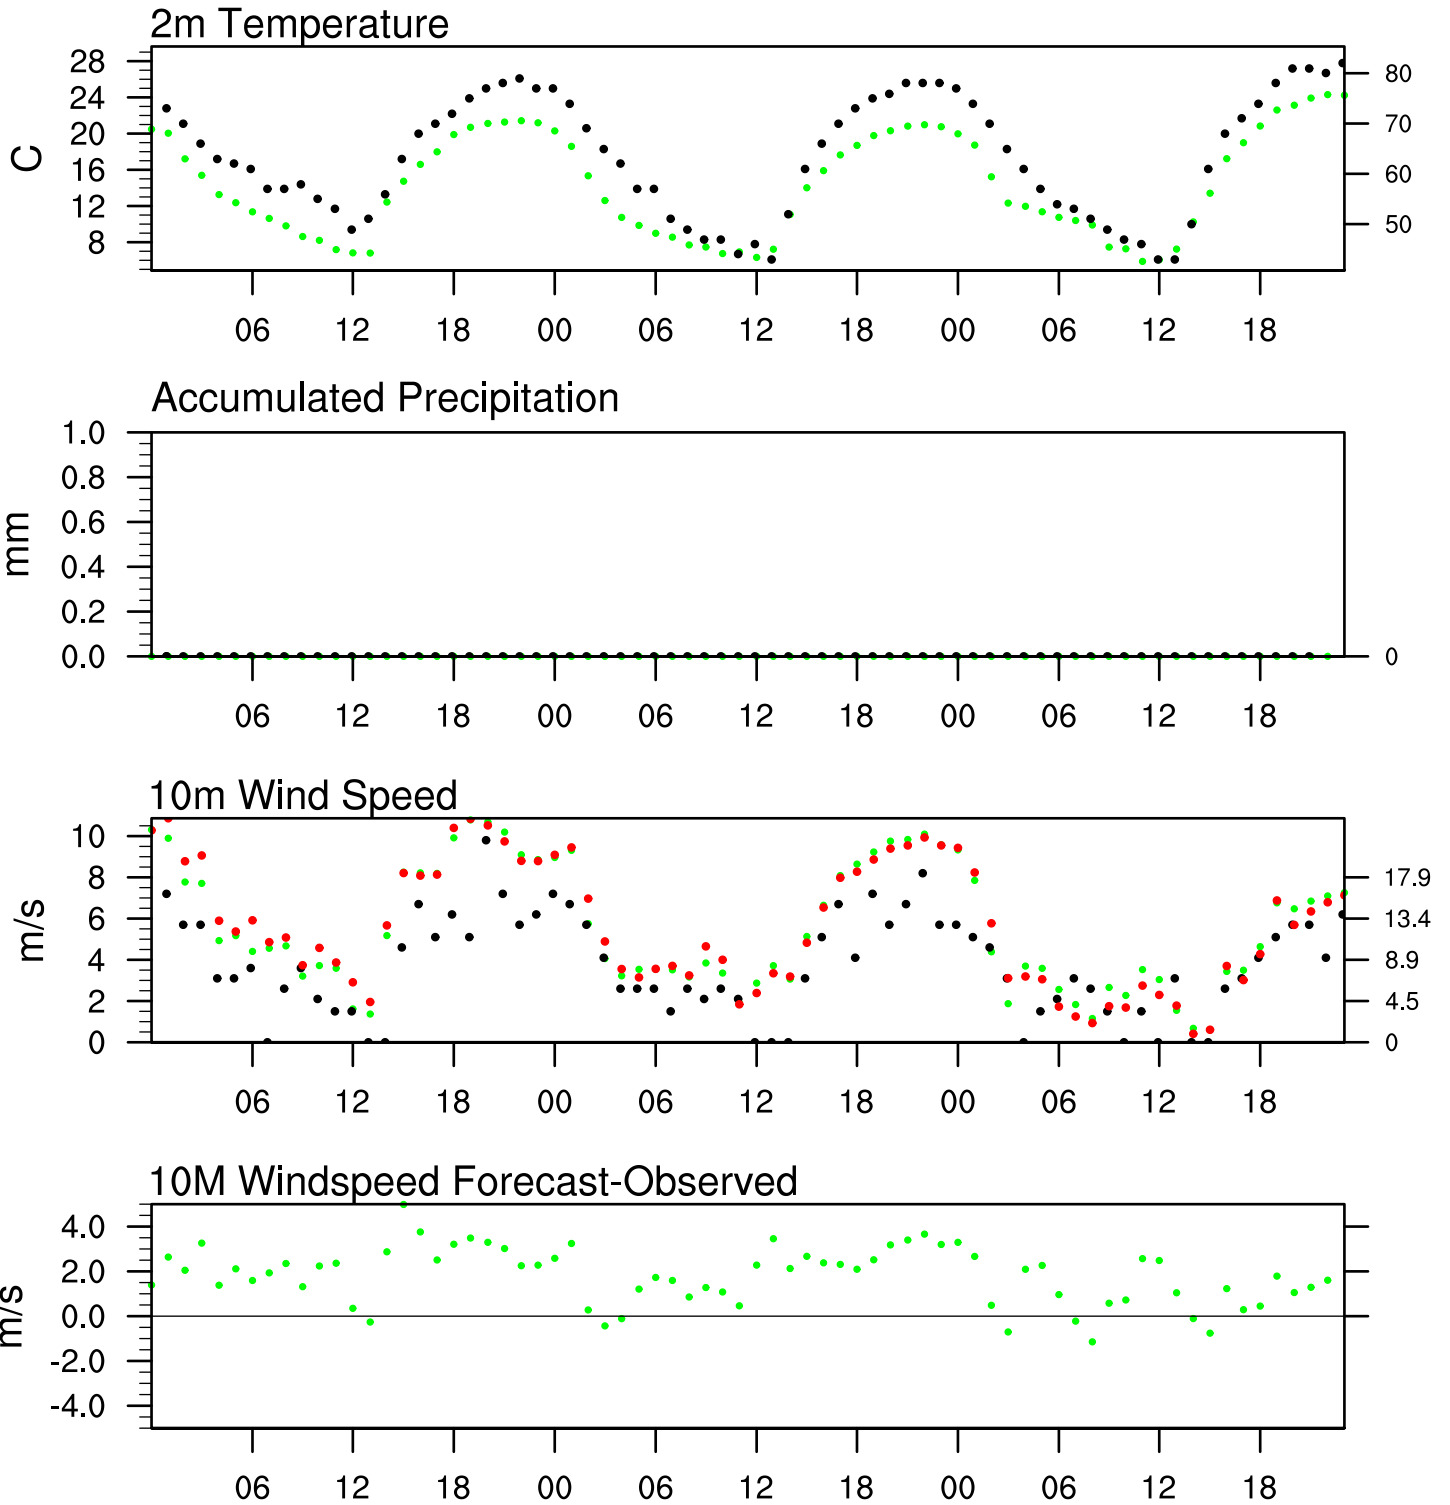 2m Temperature
28
24
20
16
12
8
C
80
70
60
50
06 12 18 00 06 12 18 00 06 12 18
Accumulated Precipitation
1.0
0.8
0.6
0.4
0.2
0.0
mm
0
06 12 18 00 06 12 18 00 06 12 18
10m Wind Speed
10
8
6
4
2
0
m/s
17.9
13.4
8.9
4.5
0
06 12 18 00 06 12 18 00 06 12 18
10M Windspeed Forecast-Observed
4.0
2.0
0.0
-2.0
-4.0
m/s
06 12 18 00 06 12 18 00 06 12 18